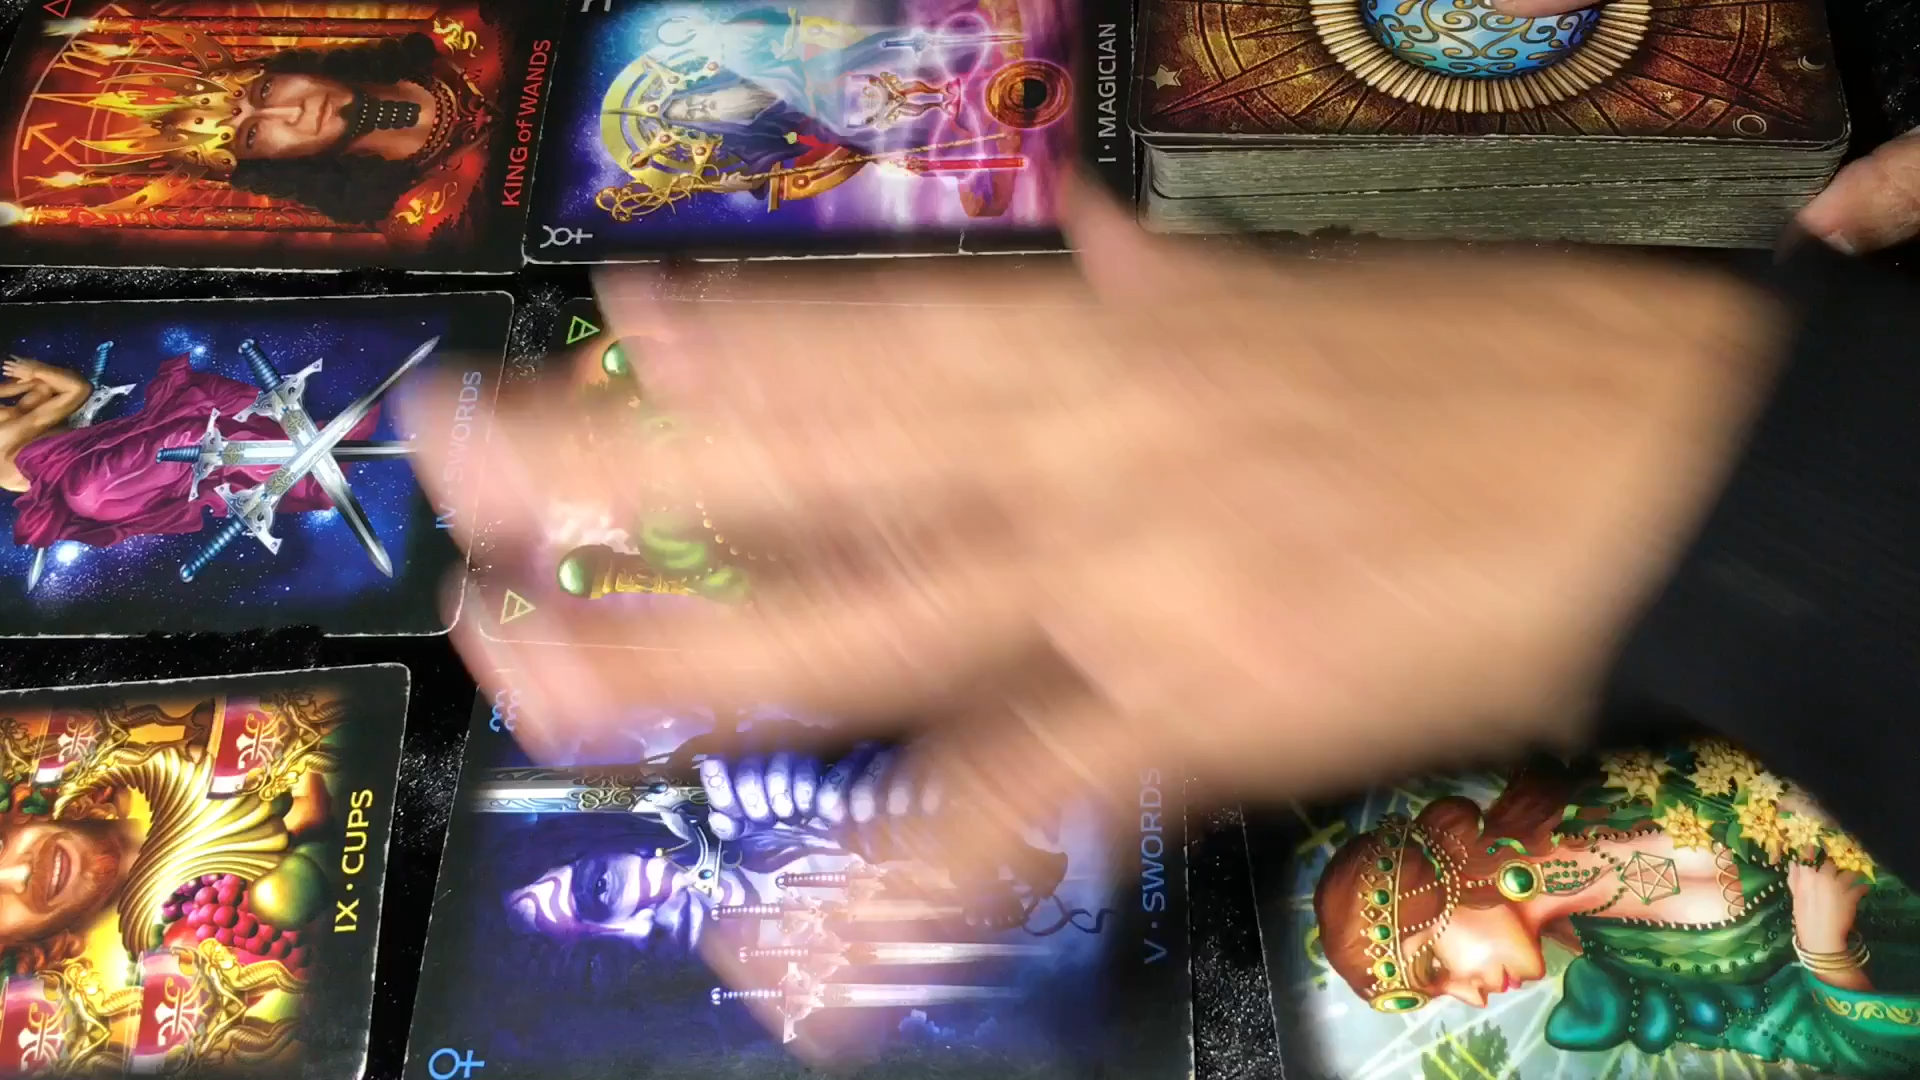 KING of WANDS
I • MAGICIAN
IV • SWORDS
IX • CUPS
V • SWORDS